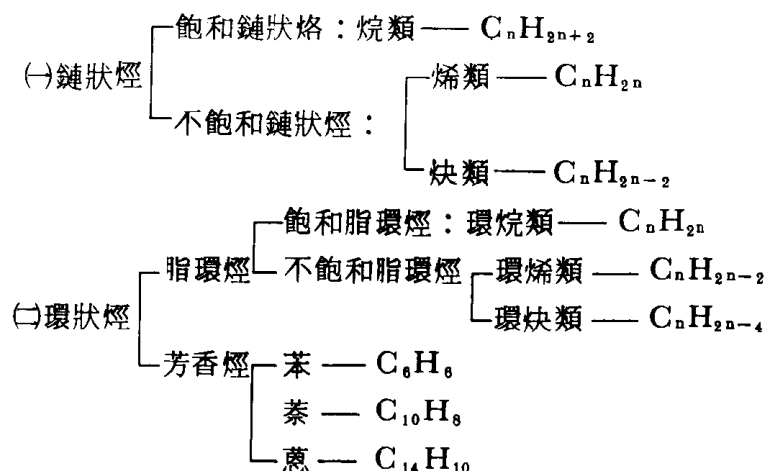 飽和鏈狀烙：烷類——CₙH₂ₙ₊₂
㈠鏈狀烴
烯類——CₙH₂ₙ
不飽和鏈狀烴：
炔類——CₙH₂ₙ₋₂
飽和脂環烴：環烷類——CₙH₂ₙ
脂環烴 不飽和脂環烴 環烯類——CₙH₂ₙ₋₂
㈡環狀烴 環炔類——CₙH₂ₙ₋₄
芳香烴 苯——C₆H₆
萘——C₁₀H₈
蒽——C₁₄H₁₀